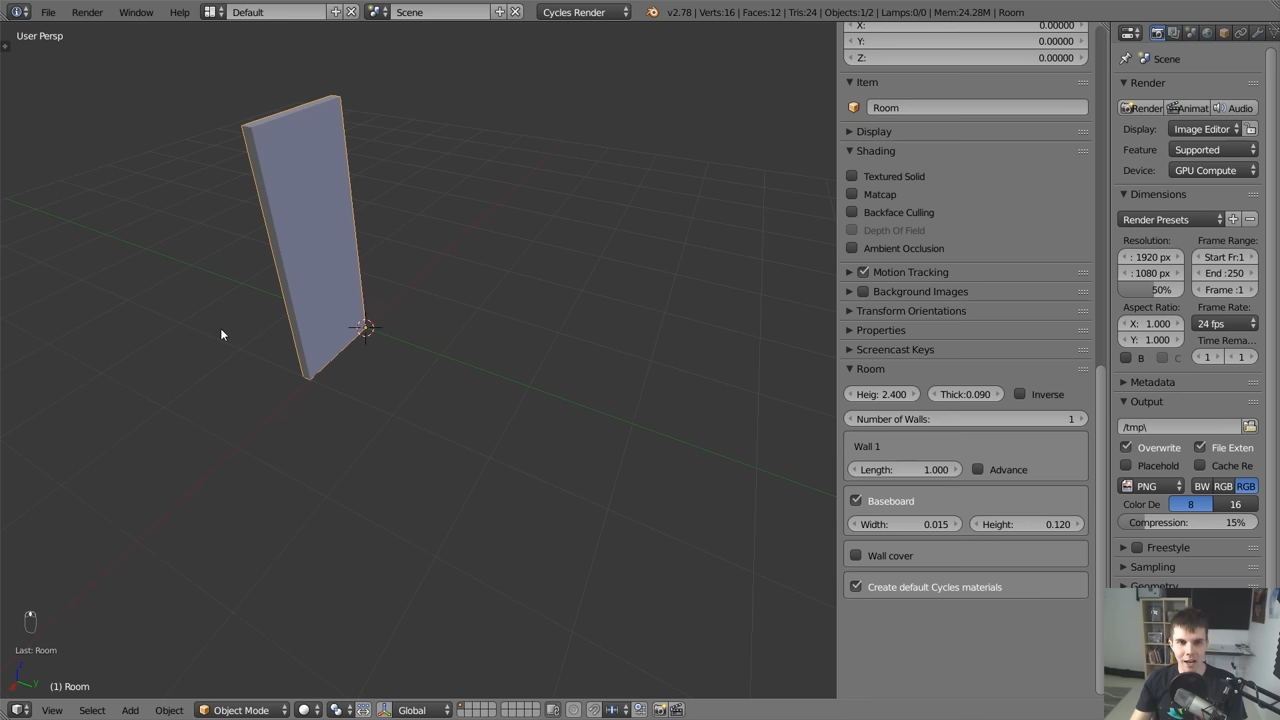 File Render Window Help Default Scene Cycles Render v2.78 | Verts:16 | Faces:12 | Tris:24 | Objects:1/2 | Lamps:0/0 | Mem:24.28M | Room
User Persp
X: 0.00000
Y: 0.00000
Z: 0.00000
Item
Room
Display
Shading
Textured Solid
Matcap
Backface Culling
Depth Of Field
Ambient Occlusion
Motion Tracking
Background Images
Transform Orientations
Properties
Screencast Keys
Room
Heig: 2.400 Thick:0.090 Inverse
Number of Walls: 1
Wall 1
Length: 1.000 Advance
Baseboard
Width: 0.015 Height: 0.120
Wall cover
Create default Cycles materials
Scene
Render
Render Animat Audio
Display: Image Editor
Feature Supported
Device: GPU Compute
Dimensions
Render Presets
Resolution: Frame Range:
: 1920 px Start Fr:1
: 1080 px End :250
50% Frame :1
Aspect Ratio: Frame Rate:
X: 1.000 24 fps
Y: 1.000 Time Rema...
B C 1 1
Metadata
Output
/tmp\
Overwrite File Exten
Placehold Cache Re
PNG BW RGB RGB
Color De 8 16
Compression: 15%
Freestyle
Sampling
Geometry
Last: Room
z
y
(1) Room
View Select Add Object Object Mode Global